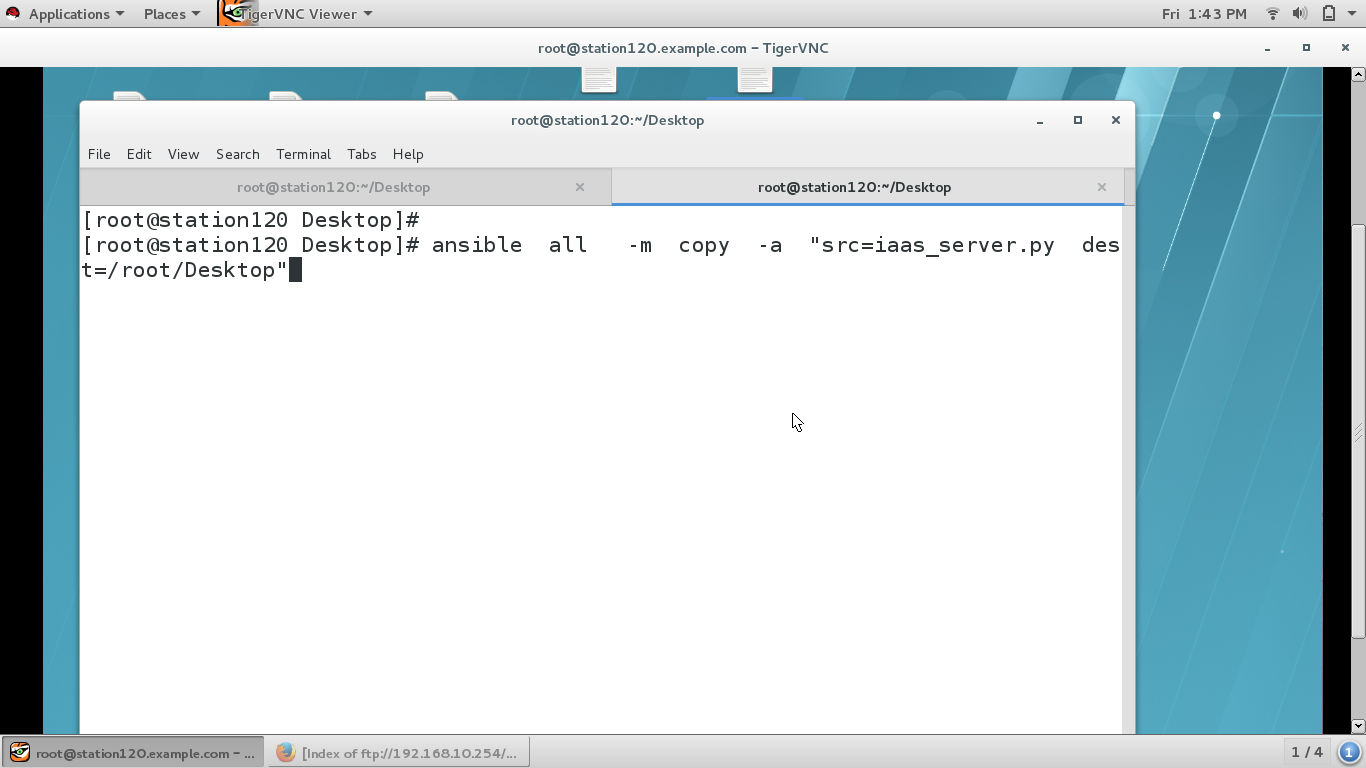 Applications Places TigerVNC Viewer Fri 1:43 PM
root@station120.example.com – TigerVNC
root@station120:~/Desktop
File Edit View Search Terminal Tabs Help
root@station120:~/Desktop root@station120:~/Desktop
[root@station120 Desktop]#
[root@station120 Desktop]# ansible  all   -m  copy  -a  "src=iaas_server.py  des
t=/root/Desktop"
root@station120.example.com – ... [Index of ftp://192.168.10.254/... 1 / 4 1